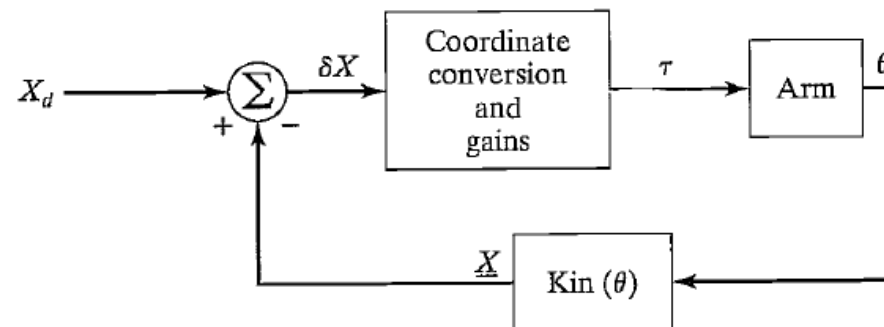 Coordinate
conversion
and
gains
δX
τ
θ
X_d
Σ
Arm
+
−
X
Kin (θ)